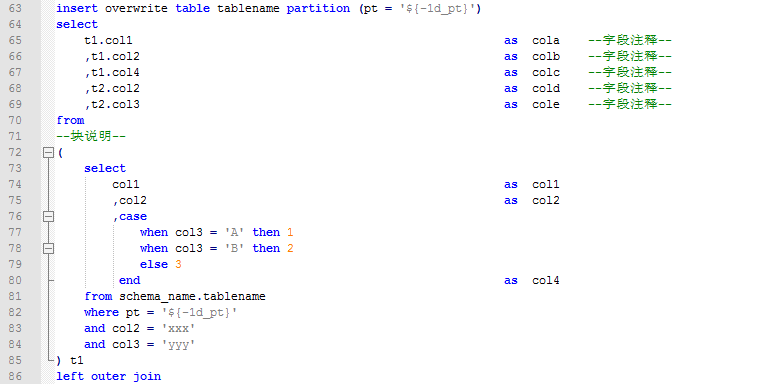 63 insert overwrite table tablename partition (pt = '${-1d_pt}')
64 select
65 t1.col1 as cola --字段注释--
66 ,t1.col2 as colb --字段注释--
67 ,t1.col4 as colc --字段注释--
68 ,t2.col2 as cold --字段注释--
69 ,t2.col3 as cole --字段注释--
70 from
71 --块说明--
72 (
73 select
74 col1 as col1
75 ,col2 as col2
76 ,case
77 when col3 = 'A' then 1
78 when col3 = 'B' then 2
79 else 3
80 end as col4
81 from schema_name.tablename
82 where pt = '${-1d_pt}'
83 and col2 = 'xxx'
84 and col3 = 'yyy'
85 ) t1
86 left outer join